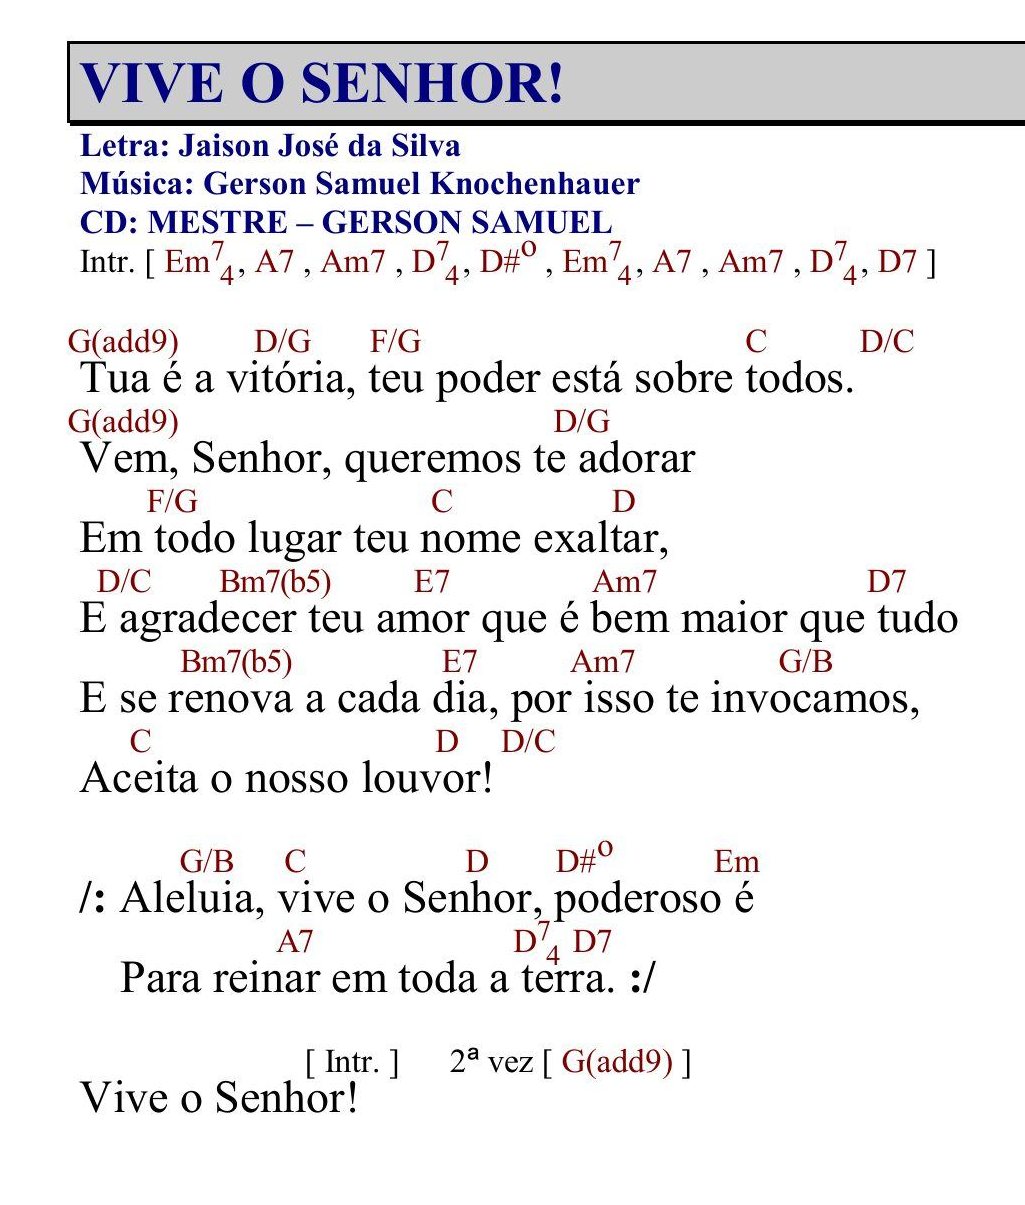 VIVE O SENHOR!
Letra: Jaison José da Silva
Música: Gerson Samuel Knochenhauer
CD: MESTRE – GERSON SAMUEL
Intr. [ Em⁷₄, A7 , Am7 , D⁷₄, D#º , Em⁷₄, A7 , Am7 , D⁷₄, D7 ]
G(add9) D/G F/G C D/C
Tua é a vitória, teu poder está sobre todos.
G(add9) D/G
Vem, Senhor, queremos te adorar
F/G C D
Em todo lugar teu nome exaltar,
D/C Bm7(b5) E7 Am7 D7
E agradecer teu amor que é bem maior que tudo
Bm7(b5) E7 Am7 G/B
E se renova a cada dia, por isso te invocamos,
C D D/C
Aceita o nosso louvor!
G/B C D D#º Em
/: Aleluia, vive o Senhor, poderoso é
A7 D⁷₄ D7
Para reinar em toda a terra. :/
[ Intr. ] 2ª vez [ G(add9) ]
Vive o Senhor!